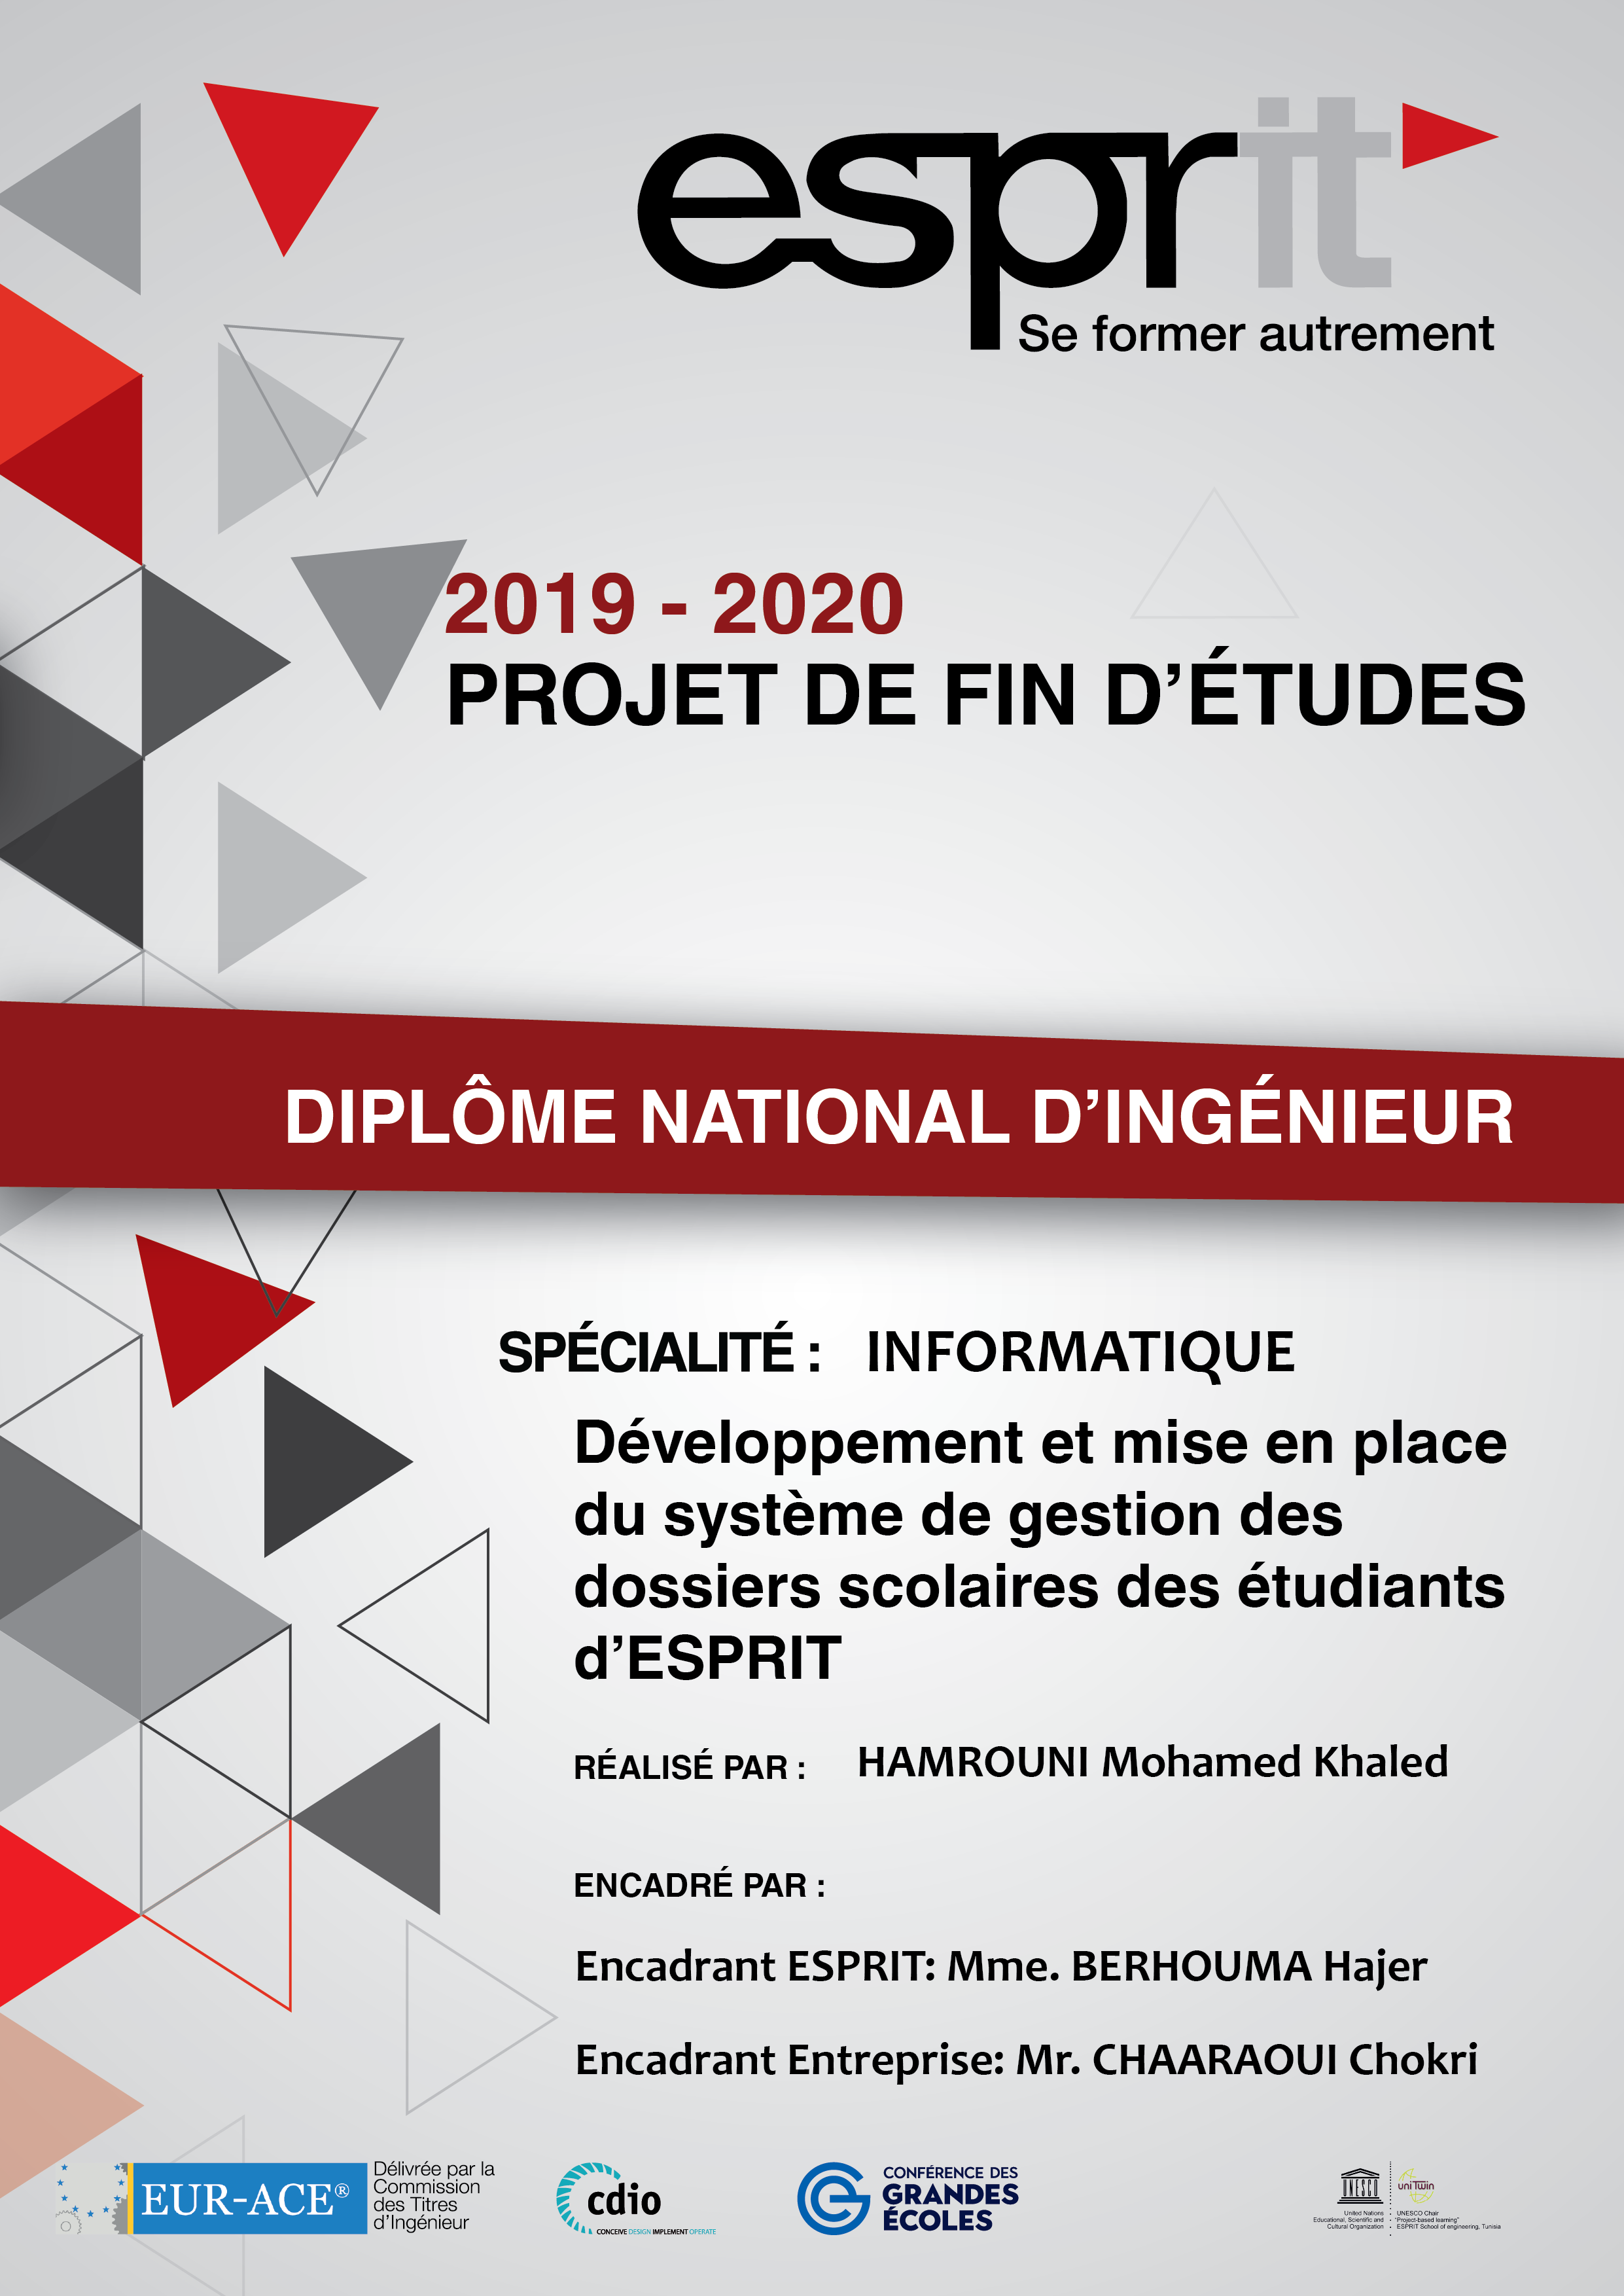 esprit
Se former autrement
2019 - 2020
PROJET DE FIN D’ÉTUDES
DIPLÔME NATIONAL D’INGÉNIEUR
SPÉCIALITÉ : INFORMATIQUE
Développement et mise en place
du système de gestion des
dossiers scolaires des étudiants
d’ESPRIT
RÉALISÉ PAR : HAMROUNI Mohamed Khaled
ENCADRÉ PAR :
Encadrant ESPRIT: Mme. BERHOUMA Hajer
Encadrant Entreprise: Mr. CHAARAOUI Chokri
EUR-ACE®
Délivrée par la
Commission
des Titres
d’Ingénieur
cdio
CONCEIVE DESIGN IMPLEMENT OPERATE
CONFÉRENCE DES
GRANDES
ÉCOLES
UNESCO
United Nations
Educational, Scientific and
Cultural Organization
uniTwin
UNESCO Chair
"Project-based learning"
ESPRIT School of engineering, Tunisia